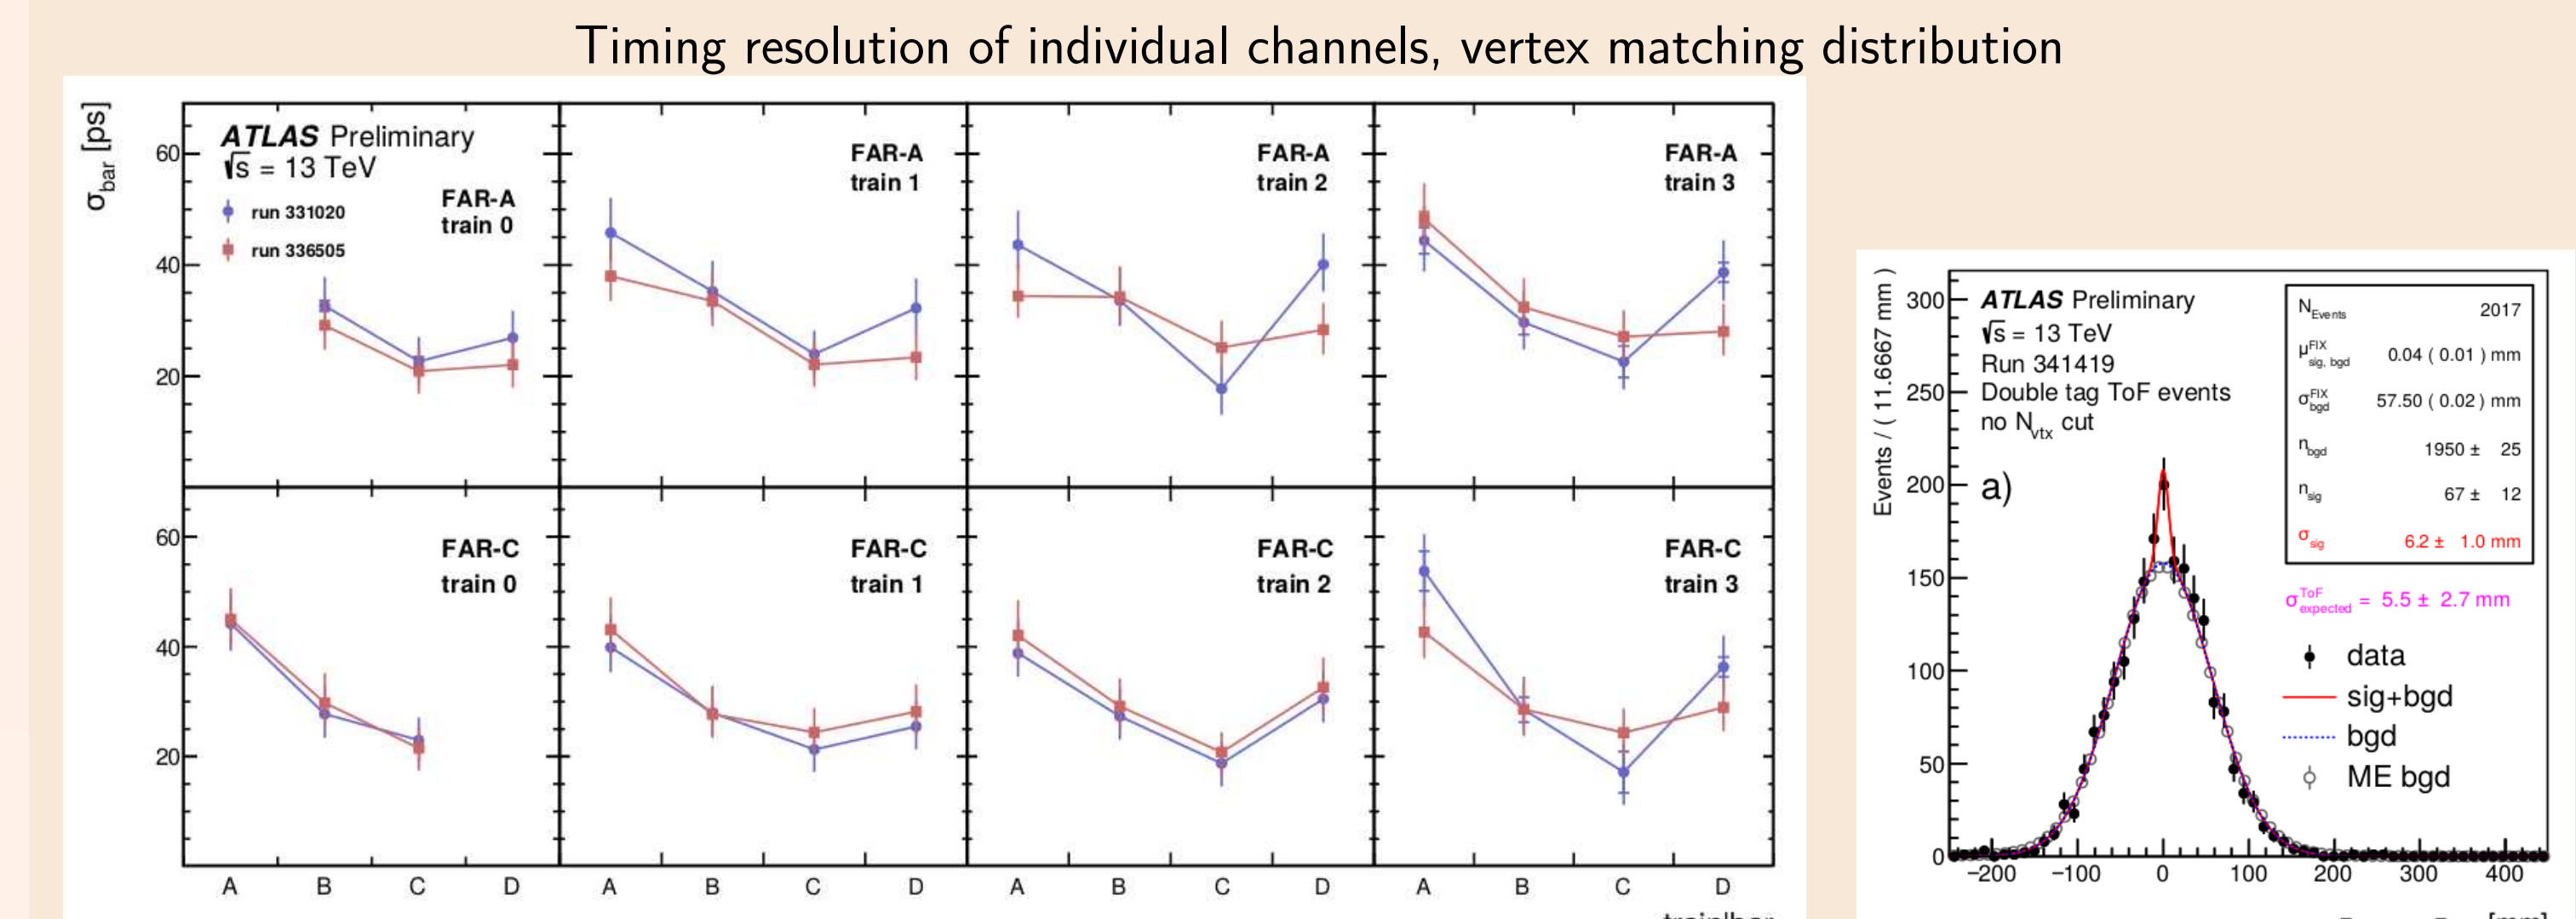 Timing resolution of individual channels, vertex matching distribution
σbar [ps]
ATLAS Preliminary
√s = 13 TeV
run 331020
run 336505
FAR-A
train 0
FAR-A
train 1
FAR-A
train 2
FAR-A
train 3
60
40
20
FAR-C
train 0
FAR-C
train 1
FAR-C
train 2
FAR-C
train 3
60
40
20
A B C D A B C D A B C D A B C D
Events / ( 11.6667 mm )
ATLAS Preliminary
√s = 13 TeV
Run 341419
Double tag ToF events
no Nvtx cut
a)
NEvents 2017
μFIX sig, bgd 0.04 ( 0.01 ) mm
σFIX bgd 57.50 ( 0.02 ) mm
nbgd 1950 ± 25
nsig 67 ± 12
σsig 6.2 ± 1.0 mm
σToF expected = 5.5 ± 2.7 mm
data
sig+bgd
bgd
ME bgd
300
250
200
150
100
50
0
−200 −100 0 100 200 300 400